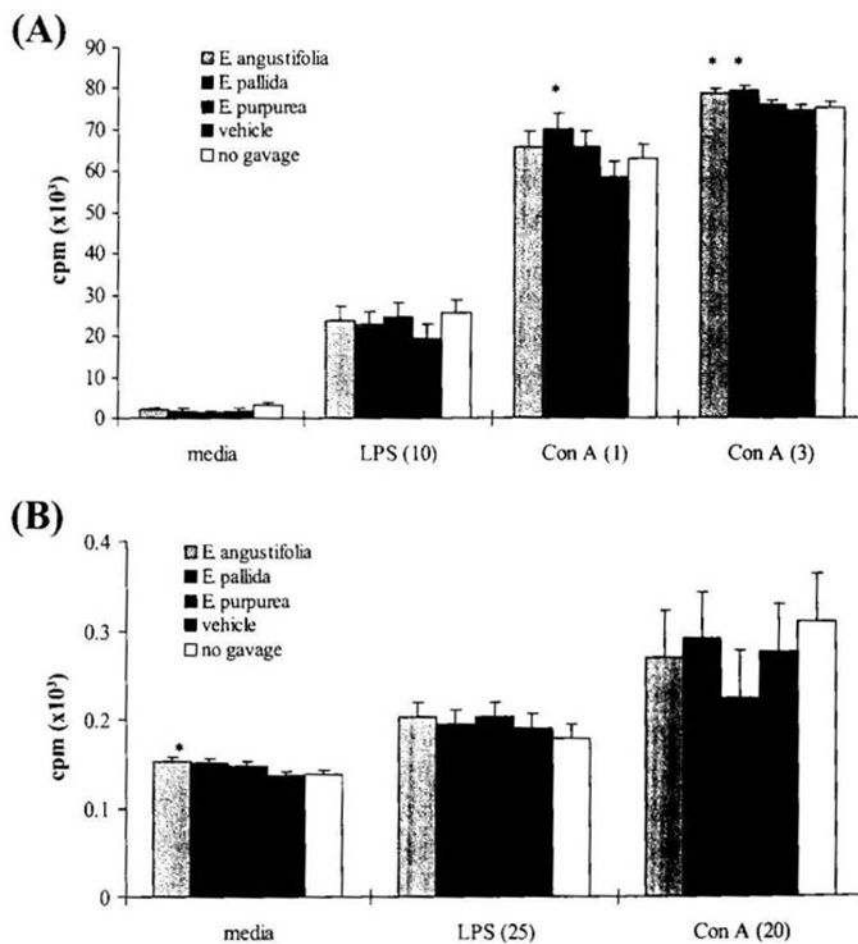 (A)
90
80
70
60
50
40
30
20
10
0
cpm (x10³)
E. angustifolia
E. pallida
E. purpurea
vehicle
no gavage
*
* *
media LPS (10) Con A (1) Con A (3)
(B)
0.4
0.3
0.2
0.1
0
cpm (x10³)
E. angustifolia
E. pallida
E. purpurea
vehicle
no gavage
*
media LPS (25) Con A (20)